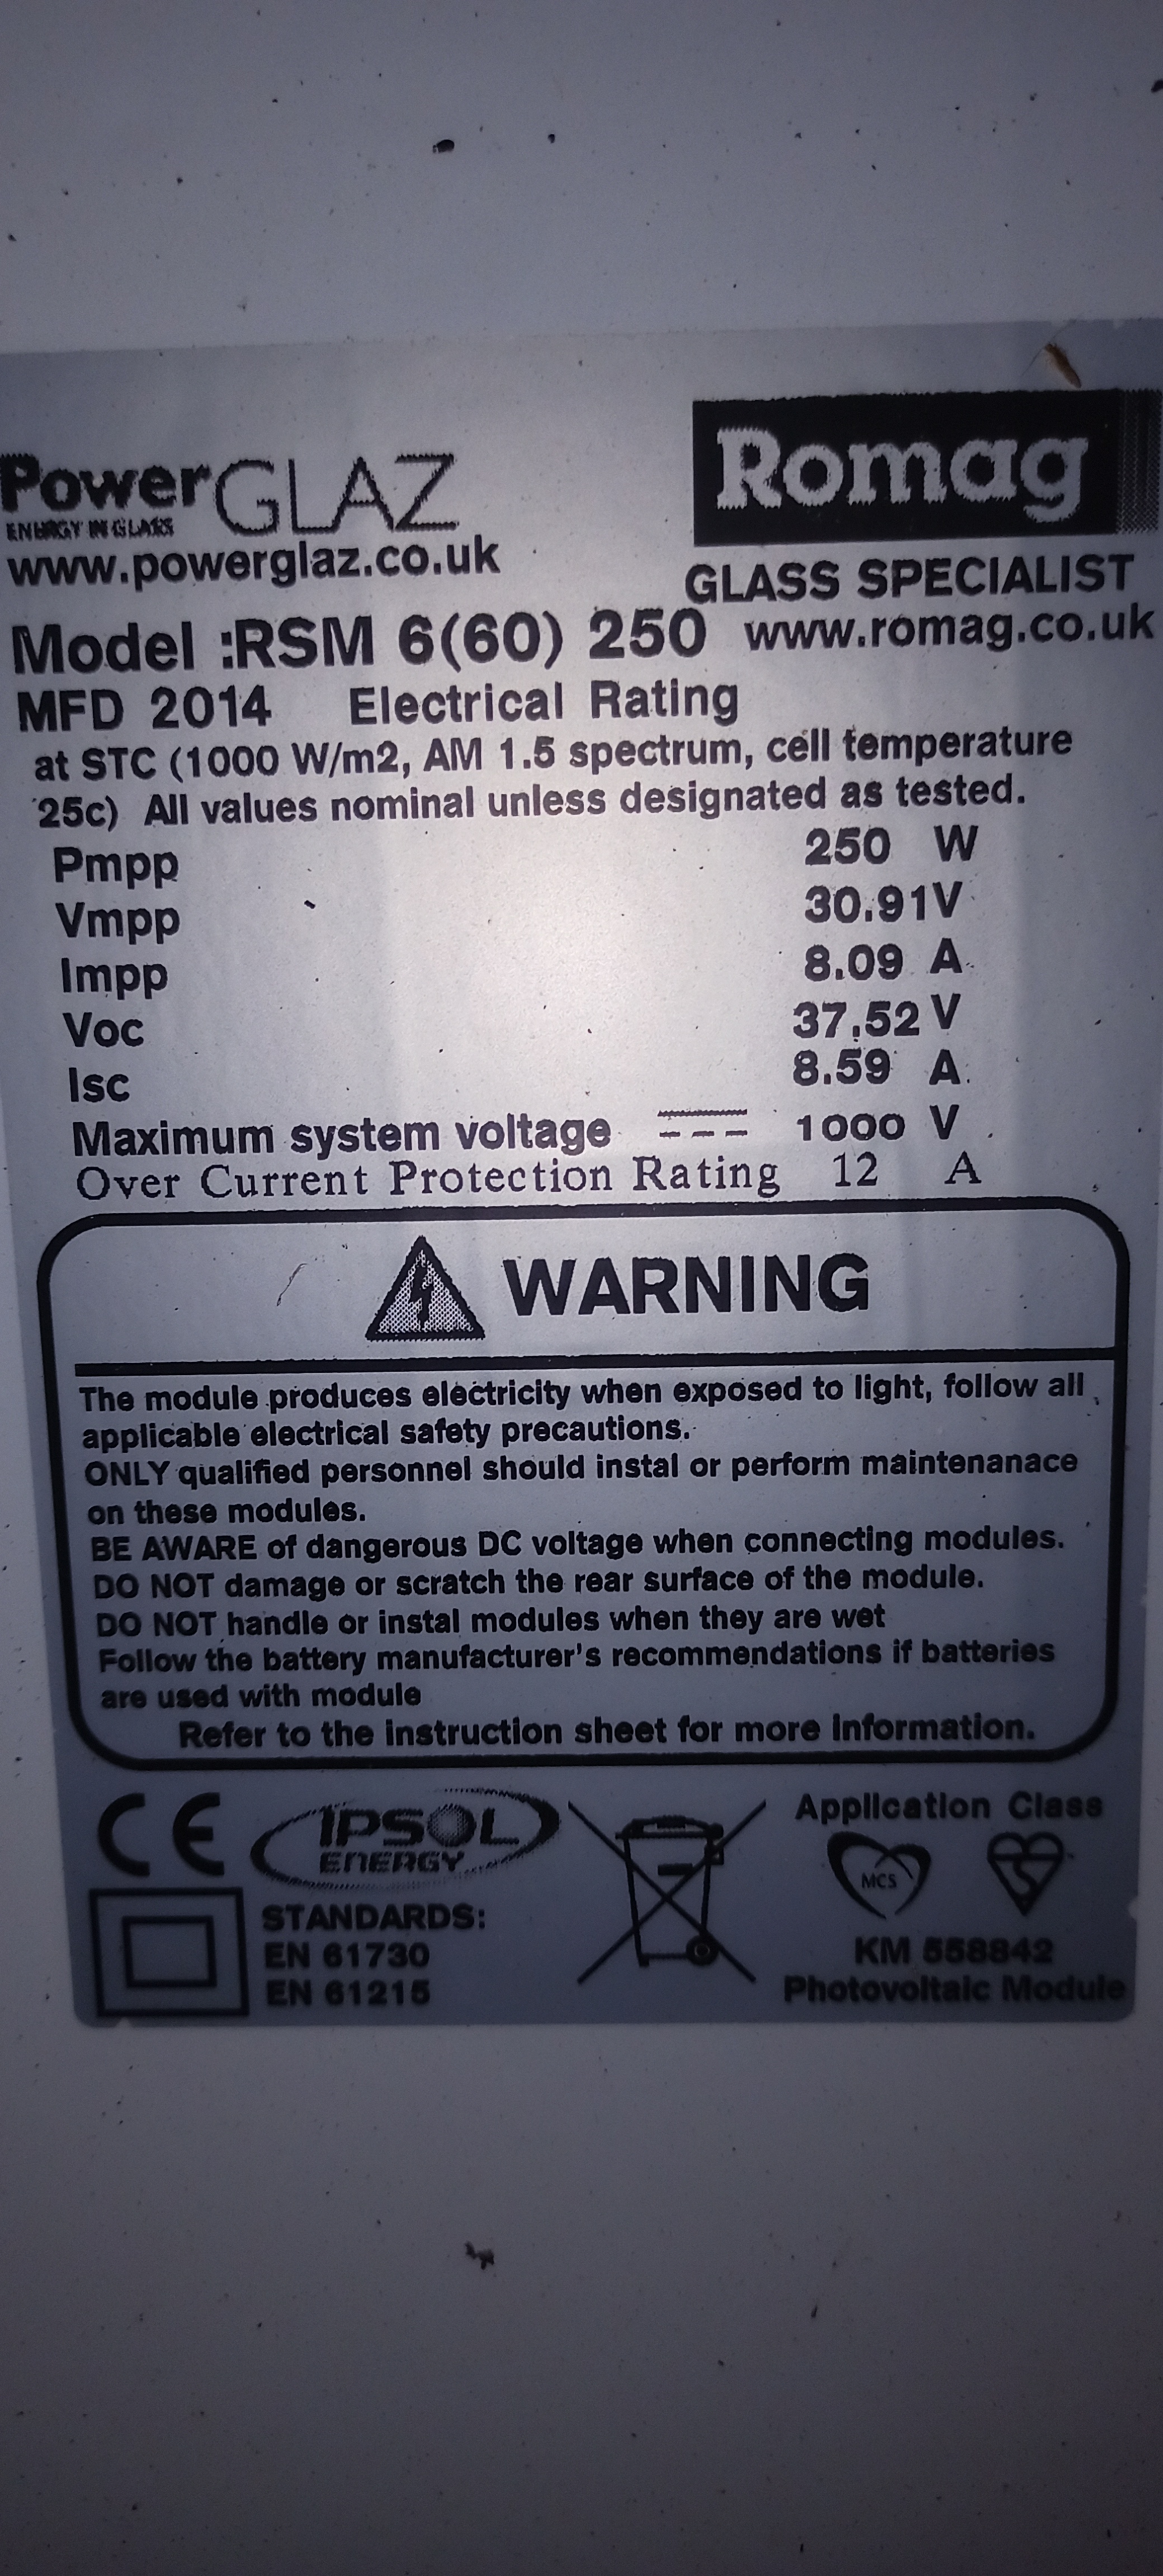 PowerGLAZ
ENERGY IN GLASS
www.powerglaz.co.uk
Romag
GLASS SPECIALIST
www.romag.co.uk
Model :RSM 6(60) 250
MFD 2014 Electrical Rating
at STC (1000 W/m2, AM 1.5 spectrum, cell temperature
25c) All values nominal unless designated as tested.
Pmpp 250 W
Vmpp 30.91V
Impp 8.09 A
Voc 37.52 V
Isc 8.59 A
Maximum system voltage 1000 V
Over Current Protection Rating 12 A
WARNING
The module produces electricity when exposed to light, follow all
applicable electrical safety precautions.
ONLY qualified personnel should instal or perform maintenanace
on these modules.
BE AWARE of dangerous DC voltage when connecting modules.
DO NOT damage or scratch the rear surface of the module.
DO NOT handle or instal modules when they are wet
Follow the battery manufacturer's recommendations if batteries
are used with module
Refer to the instruction sheet for more Information.
CE
IPSOL
ENERGY
STANDARDS:
EN 61730
EN 61215
Application Class
MCS
KM 558842
Photovoltaic Module